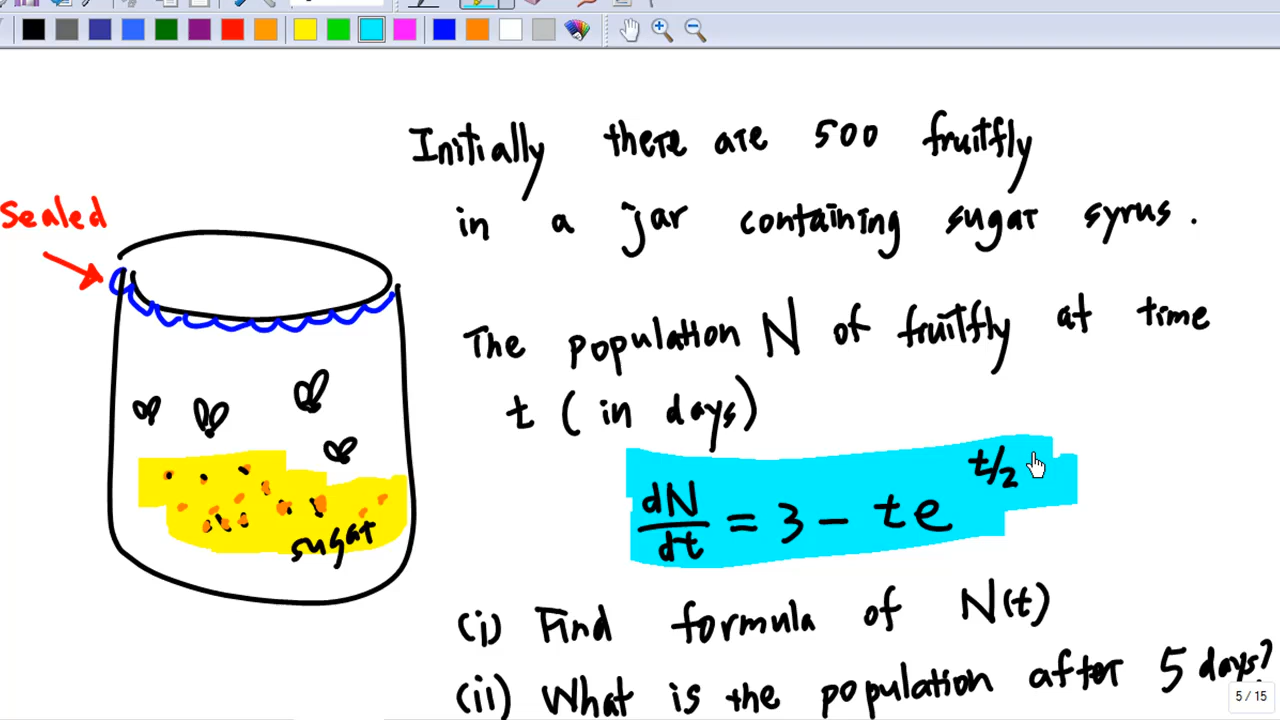 Initially there are 500 fruitfly
in a jar containing sugar syrus.
Sealed
The population N of fruitfly at time
t (in days)
dN/dt = 3 - te^{t/2}
sugar
(i) Find formula of N(t)
(ii) What is the population after 5 days?
5 / 15